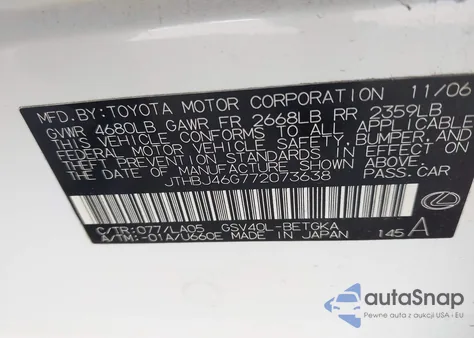 MFD. BY: TOYOTA MOTOR CORPORATION 11/06
GVWR 4680LB GAWR FR 2668LB RR 2359LB
THIS VEHICLE CONFORMS TO ALL APPLICABLE
FEDERAL MOTOR VEHICLE SAFETY, BUMPER, AND
THEFT PREVENTION STANDARDS IN EFFECT ON
THE DATE OF MANUFACTURE SHOWN ABOVE.
JTHBJ46G772073638 PASS. CAR
C/TR: 077/LA05 GSV40L-BETGKA
A/TM: -01A/U660E MADE IN JAPAN 145 A
autoSnap
Pewne auta z USA - EU